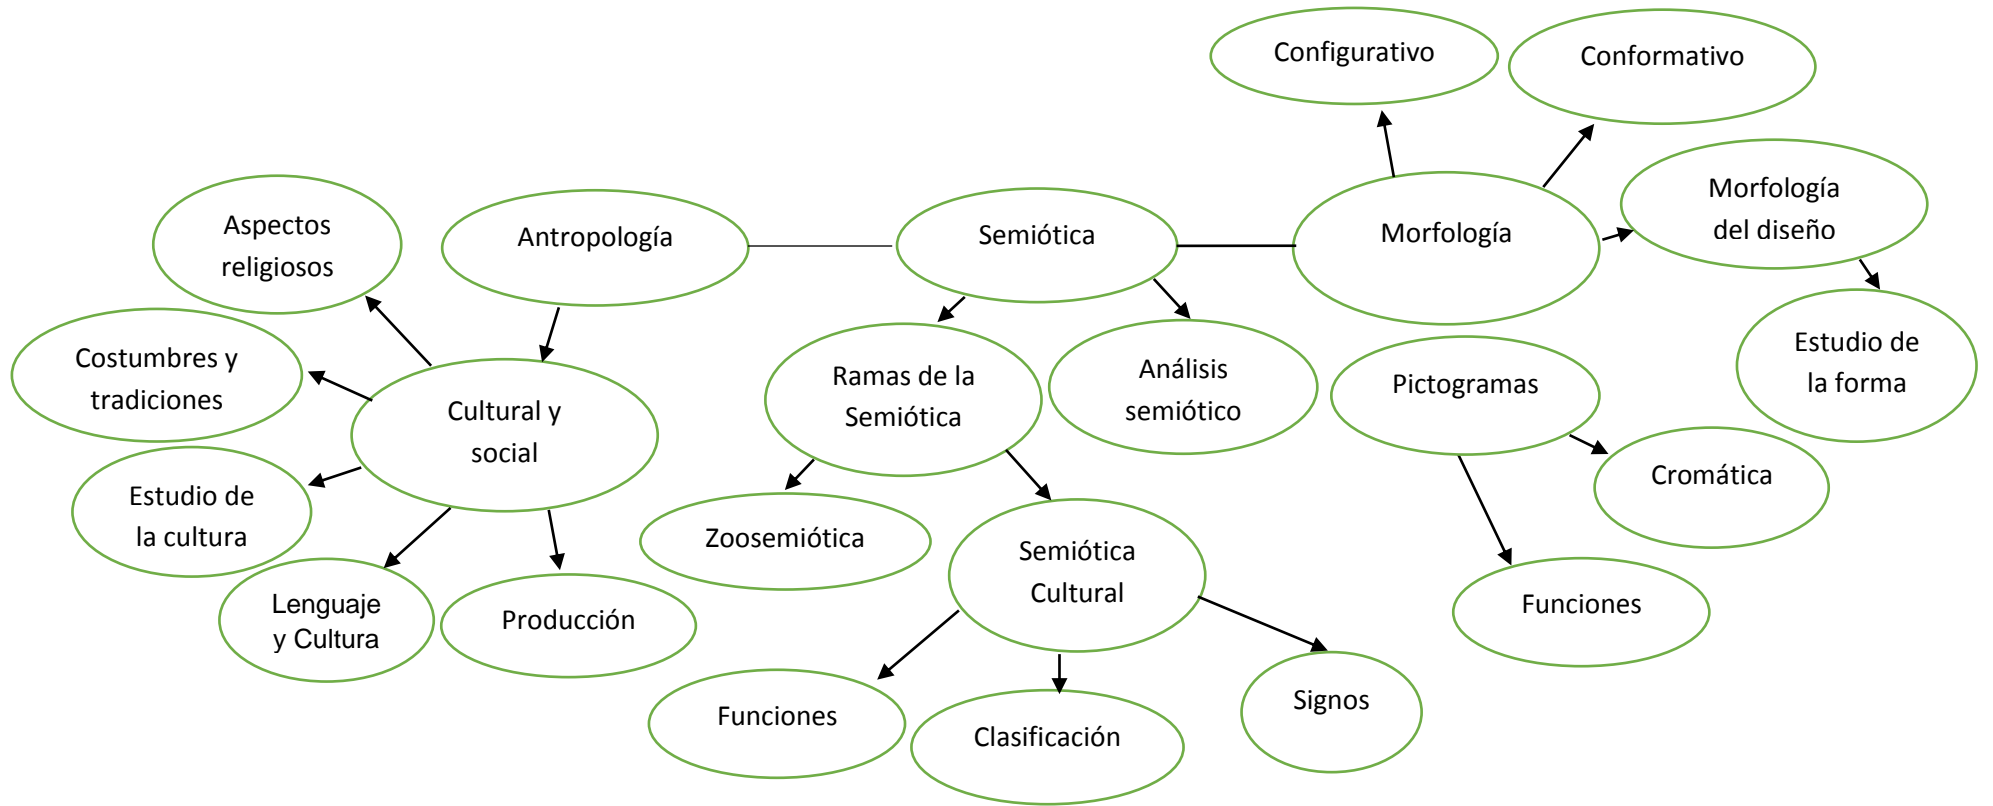 Configurativo
Conformativo
Morfología
del diseño
Aspectos
religiosos
Antropología
Semiótica
Morfología
Costumbres y
tradiciones
Cultural y
social
Ramas de la
Semiótica
Análisis
semiótico
Pictogramas
Estudio de
la forma
Cromática
Estudio de
la cultura
Zoosemiótica
Semiótica
Cultural
Lenguaje
y Cultura
Producción
Funciones
Funciones
Clasificación
Signos